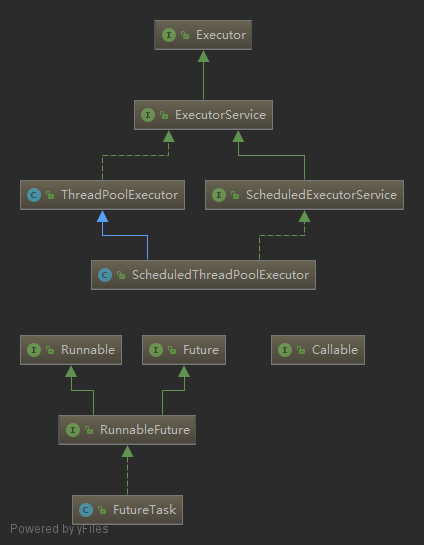 I Executor
I ExecutorService
C ThreadPoolExecutor
I ScheduledExecutorService
C ScheduledThreadPoolExecutor
I Runnable
I Future
I Callable
I RunnableFuture
C FutureTask
Powered by yFiles